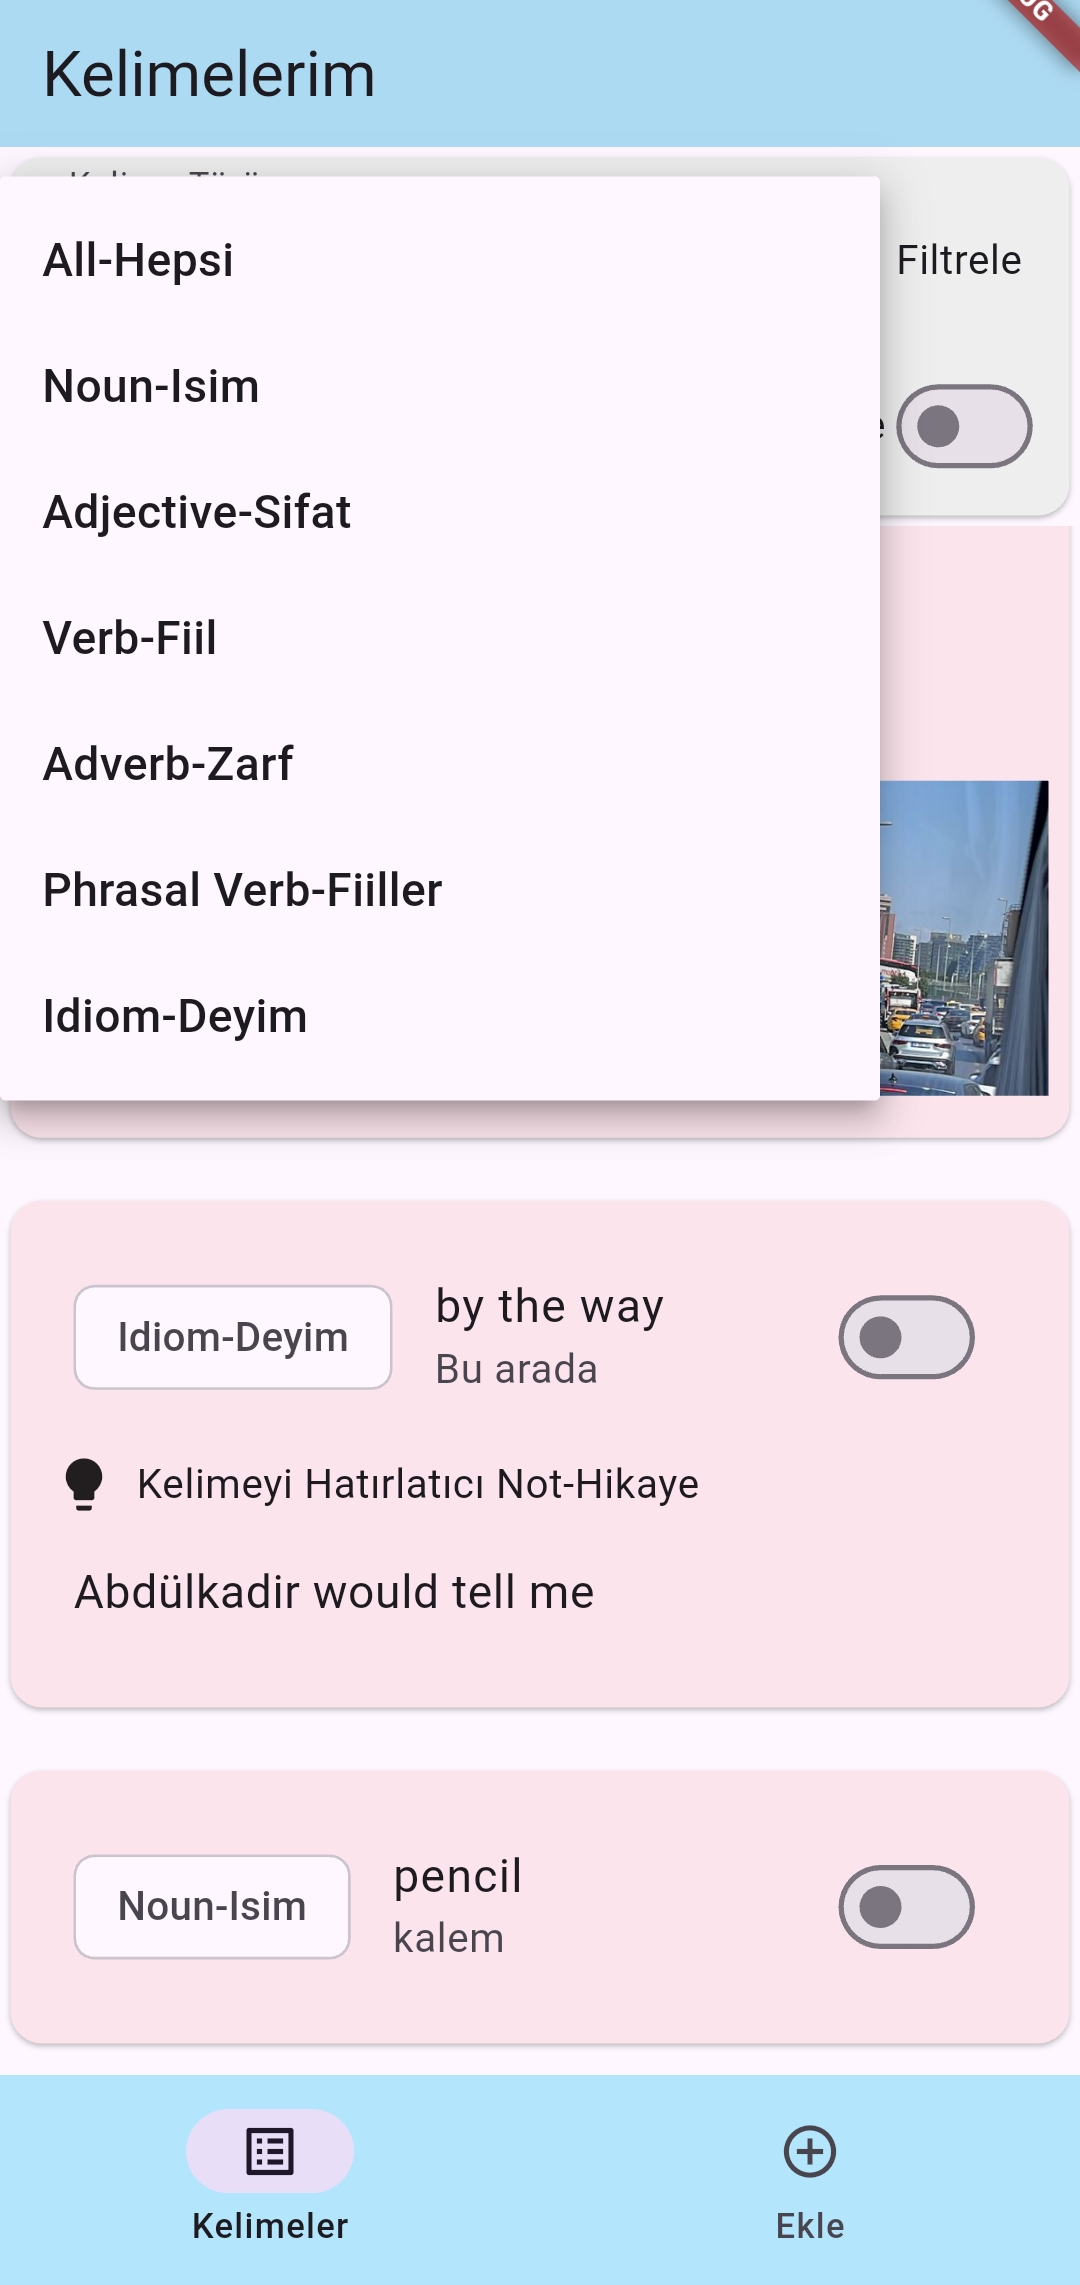 Kelimelerim
All-Hepsi
Filtrele
Noun-Isim
Adjective-Sifat
Verb-Fiil
Adverb-Zarf
Phrasal Verb-Fiiller
Idiom-Deyim
Idiom-Deyim
by the way
Bu arada
Kelimeyi Hatırlatıcı Not-Hikaye
Abdülkadir would tell me
Noun-Isim
pencil
kalem
Kelimeler
Ekle